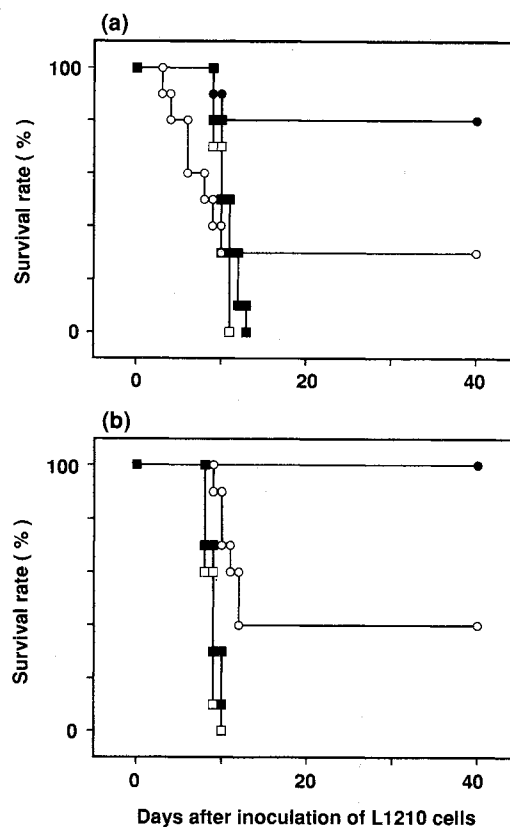 (a)
100
Survival rate ( % )
0
0
20
40
(b)
100
Survival rate ( % )
0
0
20
40
Days after inoculation of L1210 cells